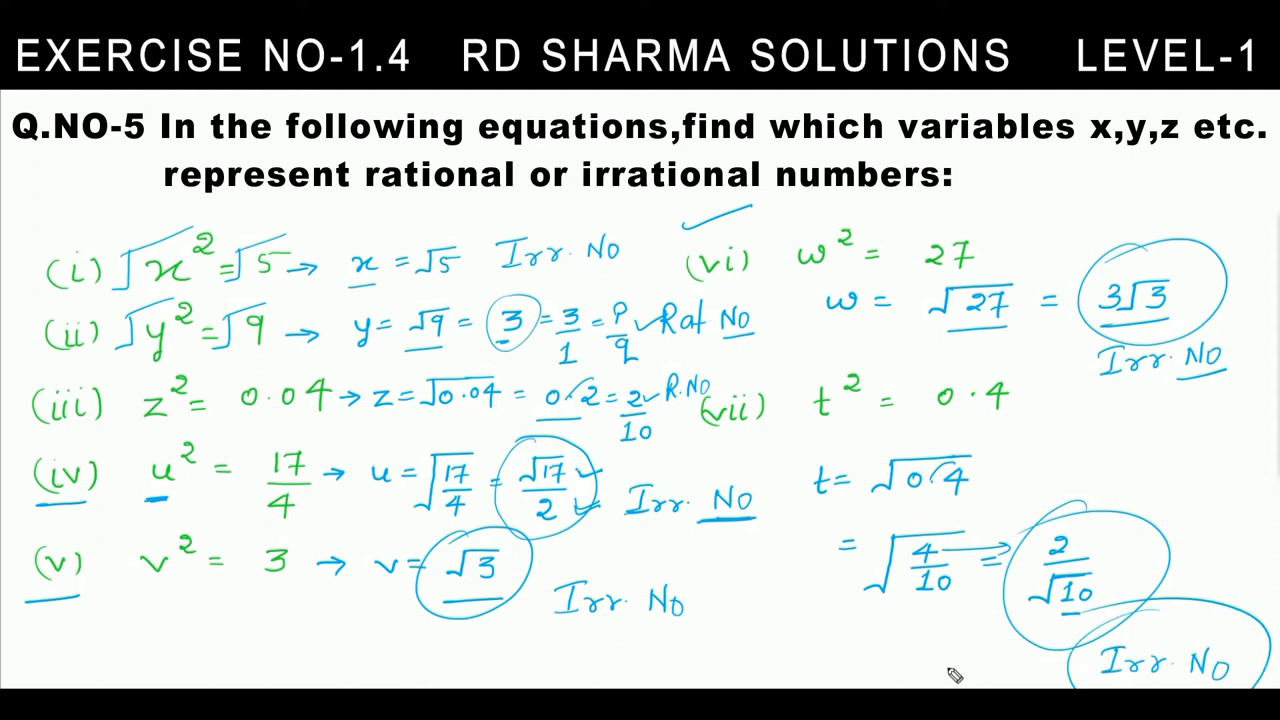 EXERCISE NO-1.4 RD SHARMA SOLUTIONS LEVEL-1
Q.NO-5 In the following equations,find which variables x,y,z etc.
represent rational or irrational numbers:
(i) √x² = √5 → x = √5 Irr. No
(ii) √y² = √9 → y = √9 = 3 = 3/1 = P/q ✓ Rat No
(iii) z² = 0.04 → z = √0.04 = 0.2 = 2/10 ✓ R.No
(iv) u² = 17/4 → u = √17/4 = √17/2 Irr. No
(v) v² = 3 → v = √3 Irr. No
(vi) w² = 27
w = √27 = 3√3
Irr. No
(vii) t² = 0.4
t = √0.4
= √4/10 = 2/√10
Irr. No